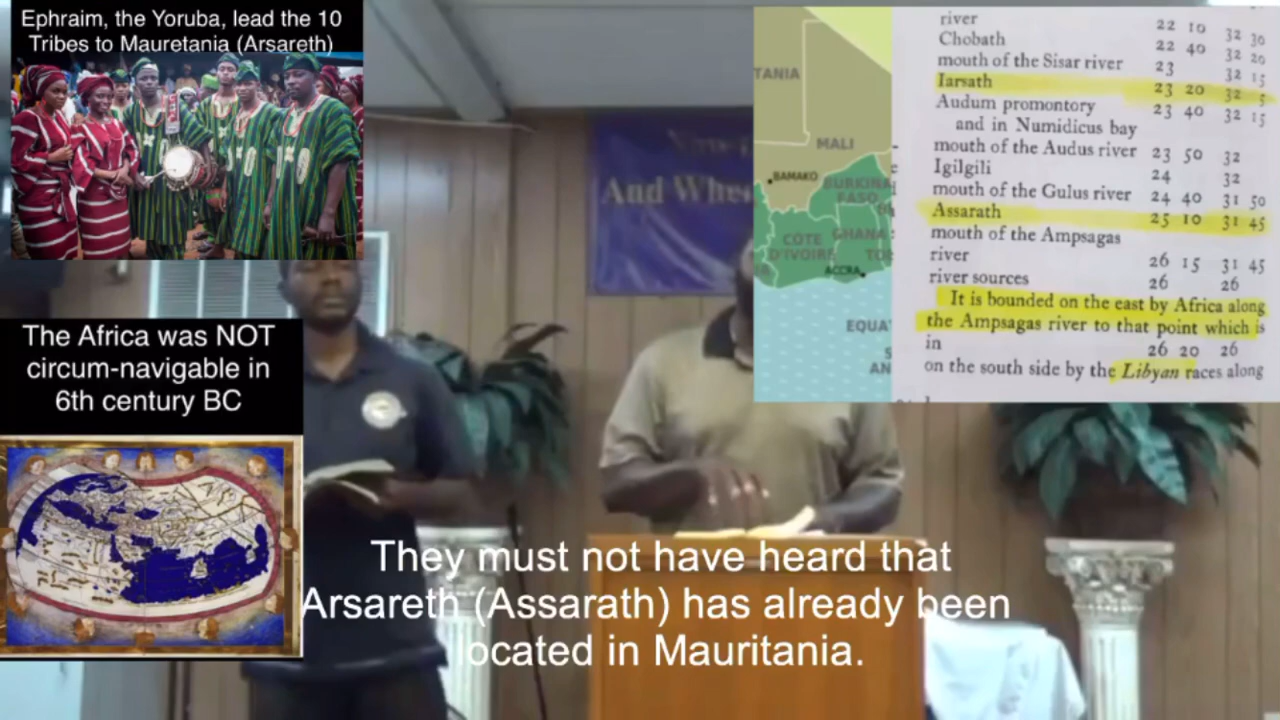 Ephraim, the Yoruba, lead the 10
Tribes to Mauretania (Arsareth)
The Africa was NOT
circum-navigable in
6th century BC
And Whe
TANIA
MALI
BAMAKO
BURKINA
FASO
CÔTE
D'IVOIRE
GHANA
TO
ACCRA
EQUA
S
AN
river 22 10 32 30
Chobath 22 40 32 20
mouth of the Sisar river 23 32 15
Iarsath 23 20 32 5
Audum promontory 23 40 32 15
and in Numidicus bay
mouth of the Audus river 23 50 32
Igilgili 24 32
mouth of the Gulus river 24 40 31 50
Assarath 25 10 31 45
mouth of the Ampsagas
river 26 15 31 45
river sources 26 26
It is bounded on the east by Africa along
the Ampsagas river to that point which is
in 26 20 26
on the south side by the Libyan races along
They must not have heard that
Arsareth (Assarath) has already been
located in Mauritania.